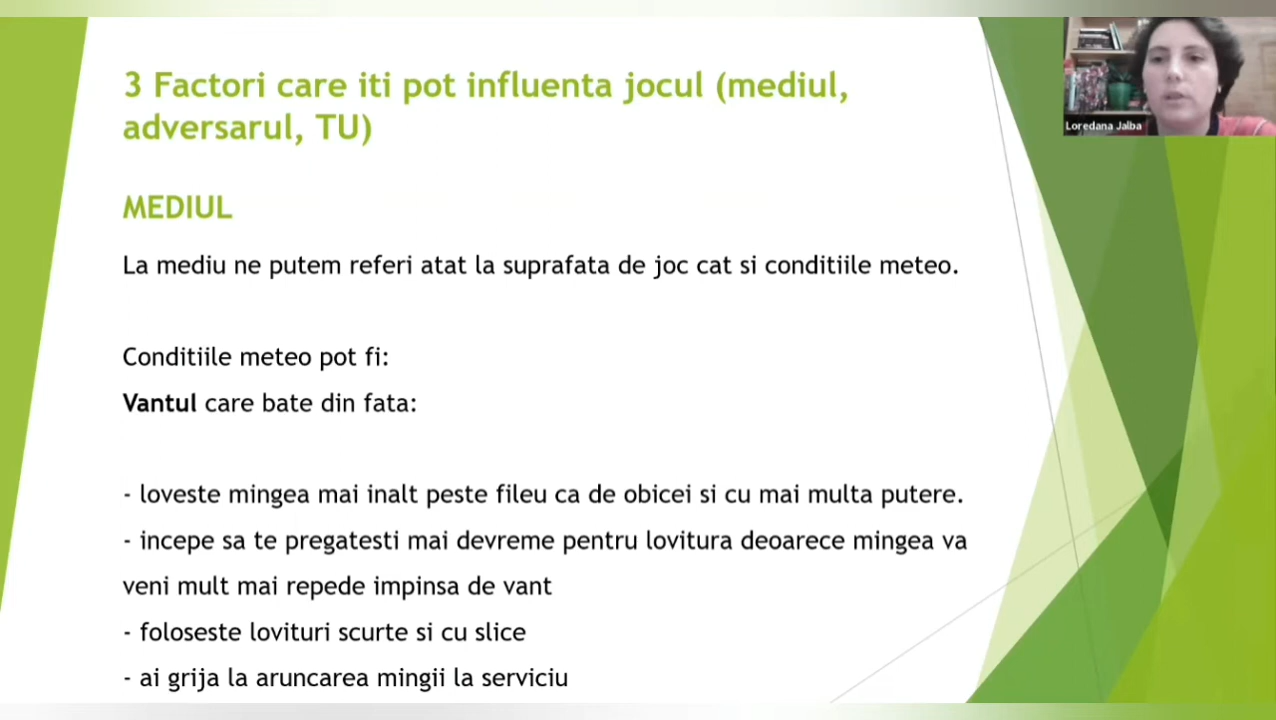 3 Factori care iti pot influenta jocul (mediul,
adversarul, TU)
Loredana Jalba
MEDIUL
La mediu ne putem referi atat la suprafata de joc cat si conditiile meteo.
Conditiile meteo pot fi:
Vantul care bate din fata:
- loveste mingea mai inalt peste fileu ca de obicei si cu mai multa putere.
- incepe sa te pregatesti mai devreme pentru lovitura deoarece mingea va
veni mult mai repede impinsa de vant
- foloseste lovituri scurte si cu slice
- ai grija la aruncarea mingii la serviciu